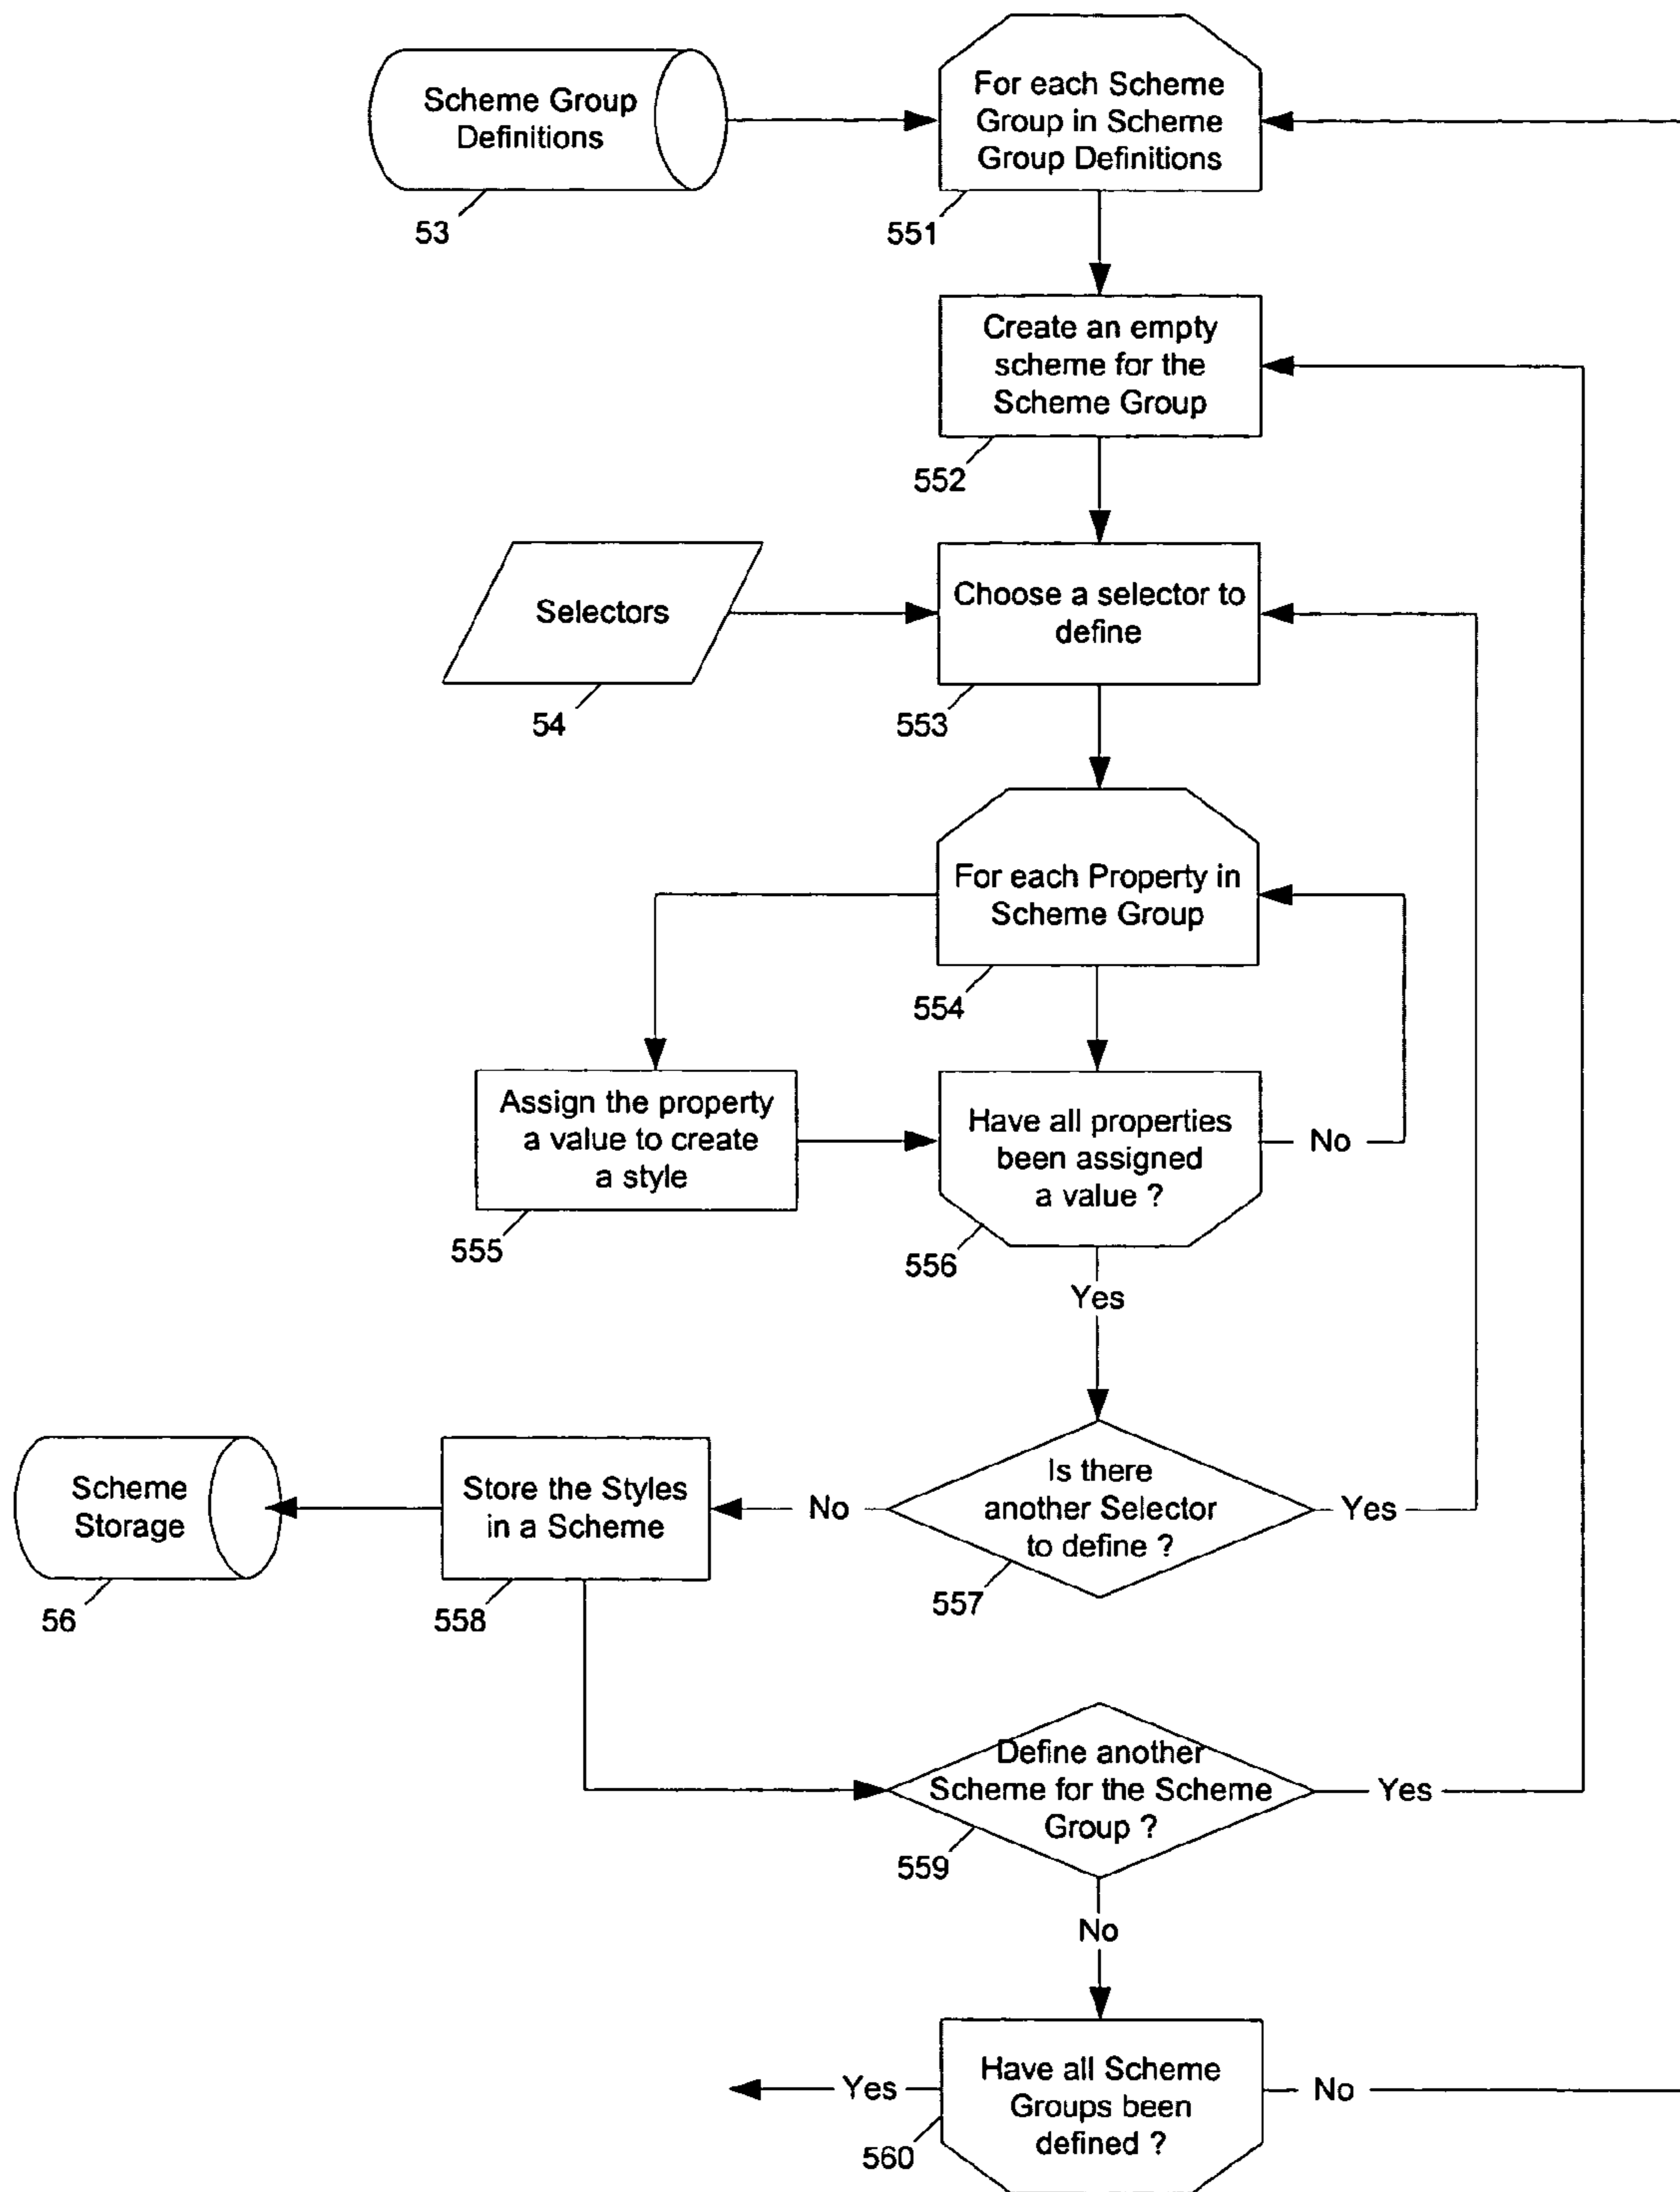 Scheme Group
Definitions
53
For each Scheme
Group in Scheme
Group Definitions
551
Create an empty
scheme for the
Scheme Group
552
Selectors
54
Choose a selector to
define
553
For each Property in
Scheme Group
554
Assign the property
a value to create
a style
555
Have all properties
been assigned
a value ?
556
No
Yes
Scheme
Storage
56
Store the Styles
in a Scheme
558
No
Is there
another Selector
to define ?
557
Yes
Define another
Scheme for the Scheme
Group ?
559
Yes
No
Yes
Have all Scheme
Groups been
defined ?
560
No